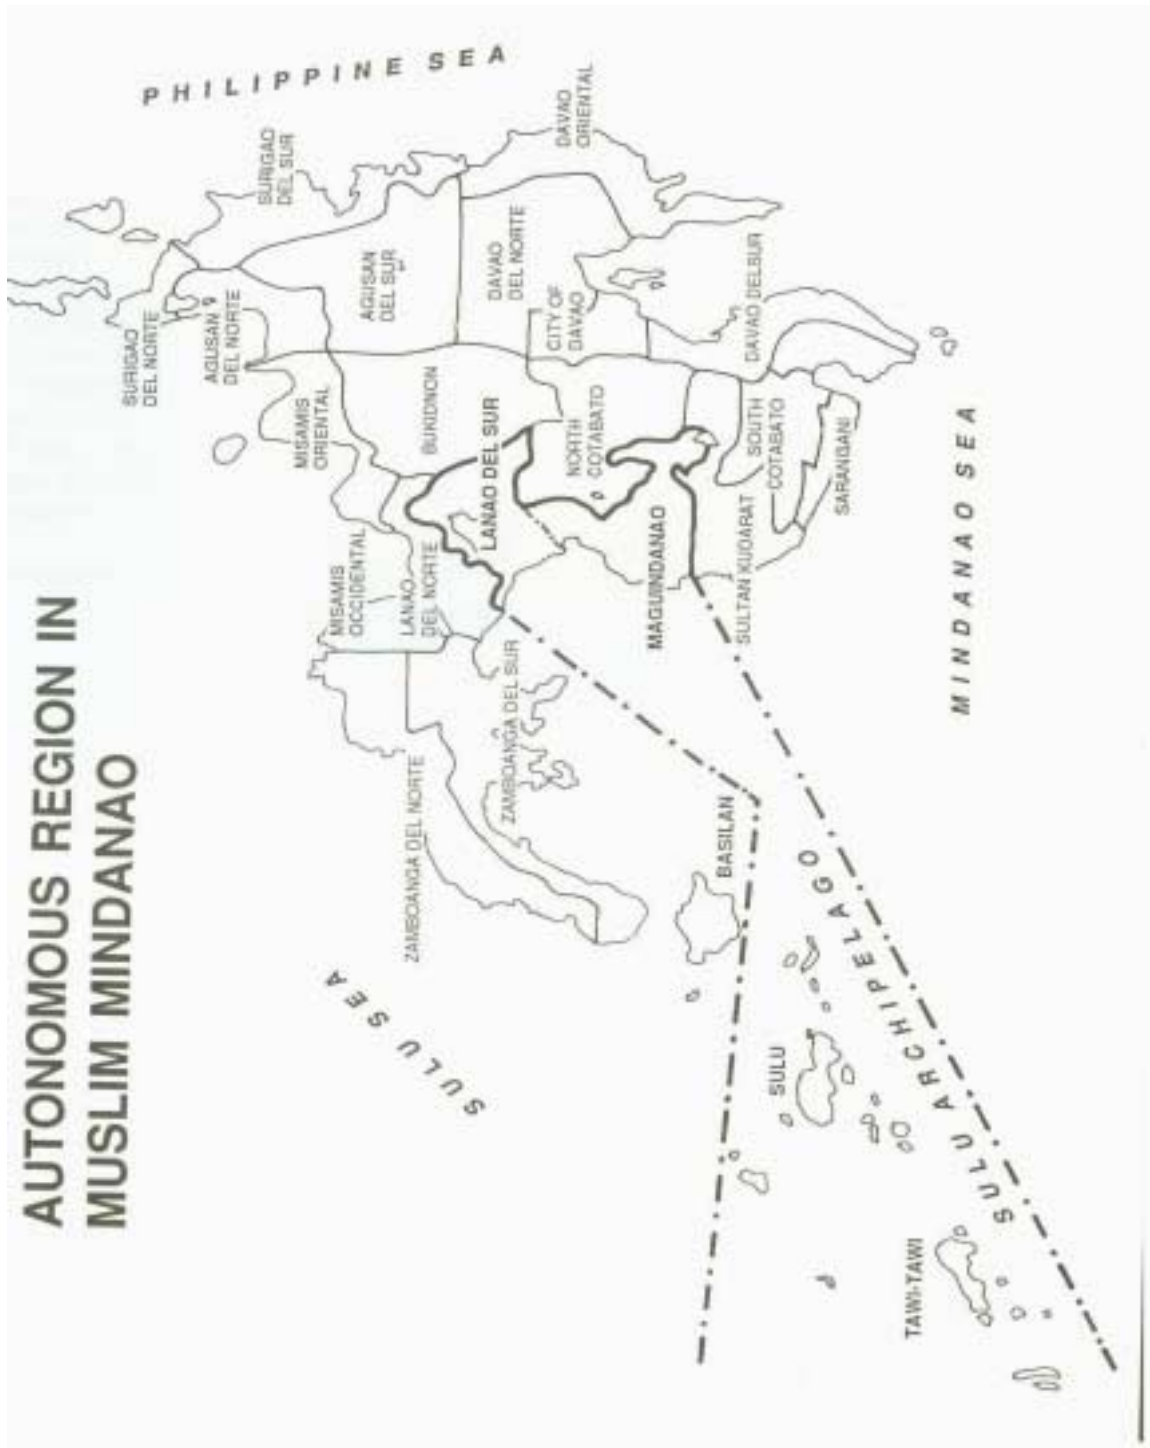 AUTONOMOUS REGION IN
MUSLIM MINDANAO
PHILIPPINE SEA
SURIGAO
DEL NORTE
SURIGAO
DEL SUR
AGUSAN
DEL NORTE
AGUSAN
DEL SUR
MISAMIS
ORIENTAL
BUKIDNON
DAVAO
DEL NORTE
DAVAO
ORIENTAL
CITY OF
DAVAO
DAVAO DELSUR
MISAMIS
OCCIDENTAL
LANAO
DEL NORTE
LANAO DEL SUR
NORTH
COTABATO
MAGUINDANAO
SOUTH
COTABATO
SULTAN KUDARAT
SARANGANI
ZAMBOANGA DEL NORTE
ZAMBOANGA DEL SUR
SULU SEA
BASILAN
SULU
SULU ARCHIPELAGO
TAWI-TAWI
MINDANAO SEA